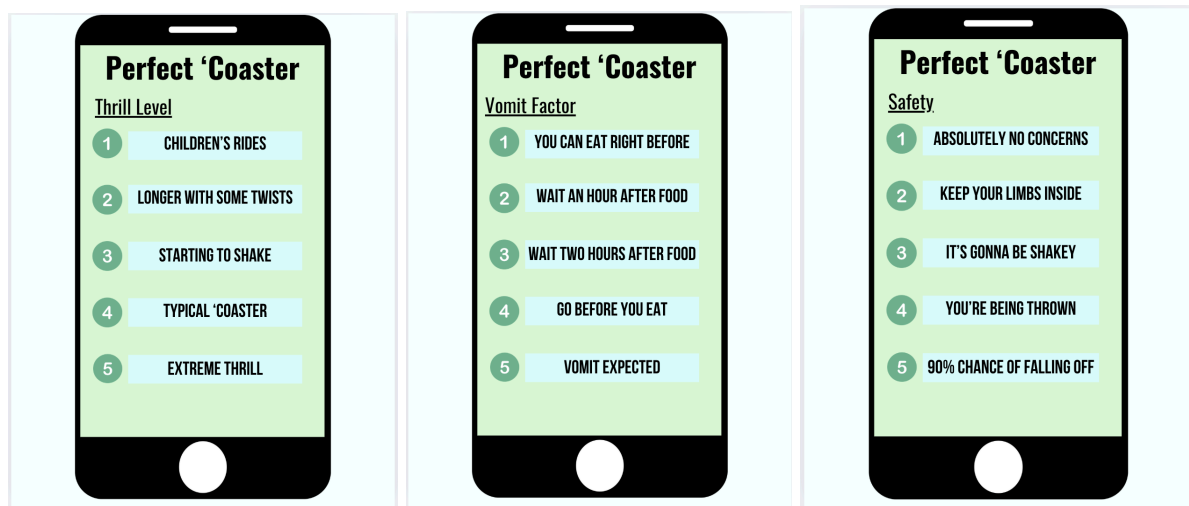 Perfect ‘Coaster
Thrill Level
1 CHILDREN’S RIDES
2 LONGER WITH SOME TWISTS
3 STARTING TO SHAKE
4 TYPICAL ‘COASTER
5 EXTREME THRILL
Perfect ‘Coaster
Vomit Factor
1 YOU CAN EAT RIGHT BEFORE
2 WAIT AN HOUR AFTER FOOD
3 WAIT TWO HOURS AFTER FOOD
4 GO BEFORE YOU EAT
5 VOMIT EXPECTED
Perfect ‘Coaster
Safety
1 ABSOLUTELY NO CONCERNS
2 KEEP YOUR LIMBS INSIDE
3 IT’S GONNA BE SHAKEY
4 YOU’RE BEING THROWN
5 90% CHANCE OF FALLING OFF